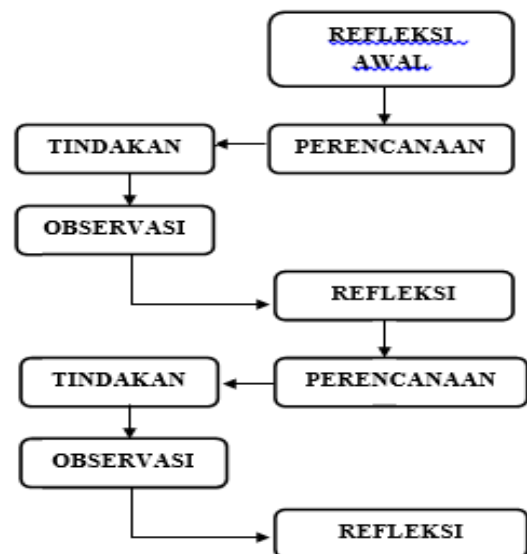 REFLEKSI
AWAL
TINDAKAN
PERENCANAAN
OBSERVASI
REFLEKSI
TINDAKAN
PERENCANAAN
OBSERVASI
REFLEKSI